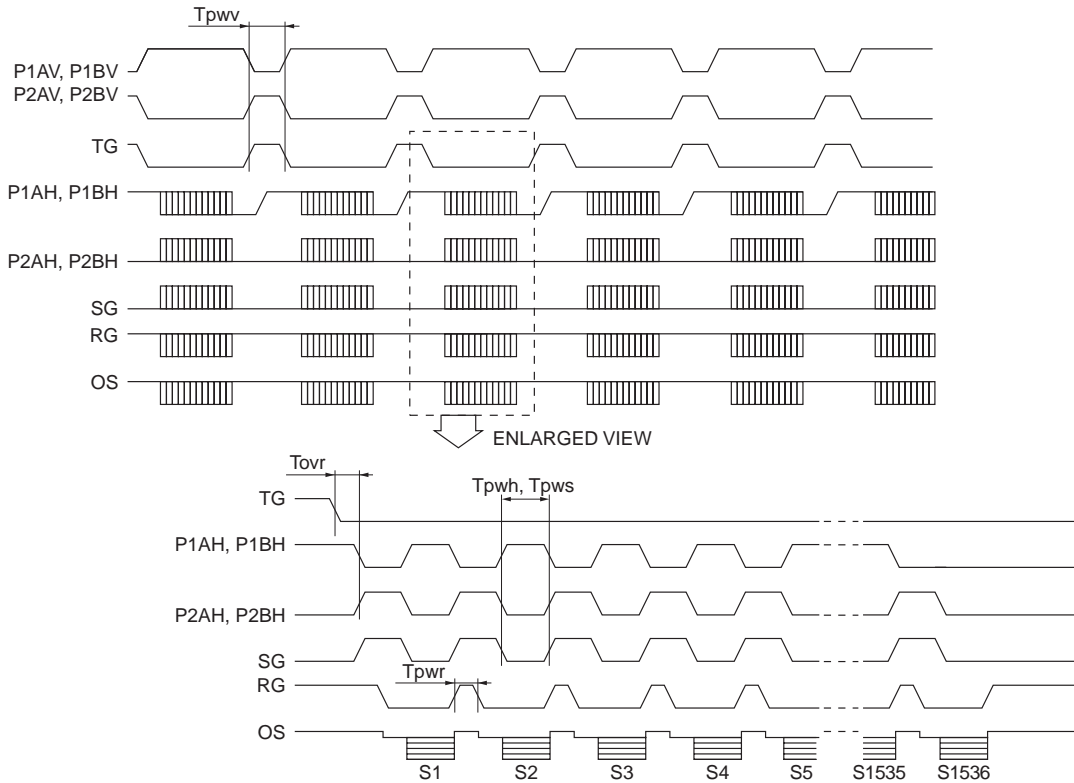 Tpwv
P1AV, P1BV
P2AV, P2BV
TG
P1AH, P1BH
P2AH, P2BH
SG
RG
OS
ENLARGED VIEW
Tovr
Tpwh, Tpws
TG
P1AH, P1BH
P2AH, P2BH
SG
Tpwr
RG
OS
S1 S2 S3 S4 S5 S1535 S1536